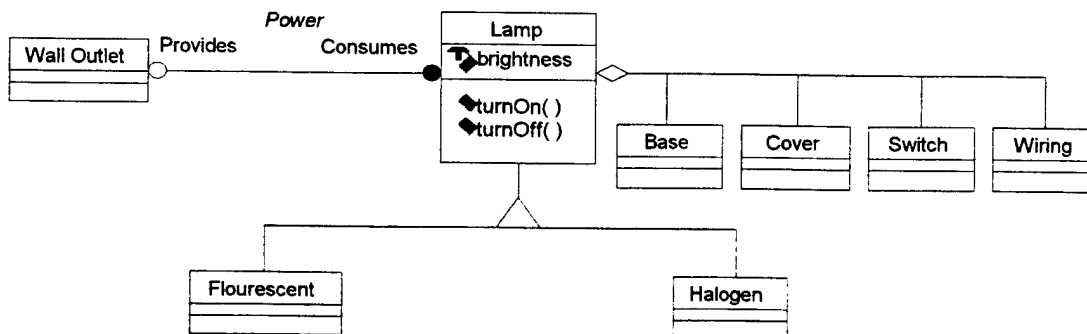 Power
Provides
Consumes
Wall Outlet
Lamp
brightness
turnOn( )
turnOff( )
Base
Cover
Switch
Wiring
Flourescent
Halogen